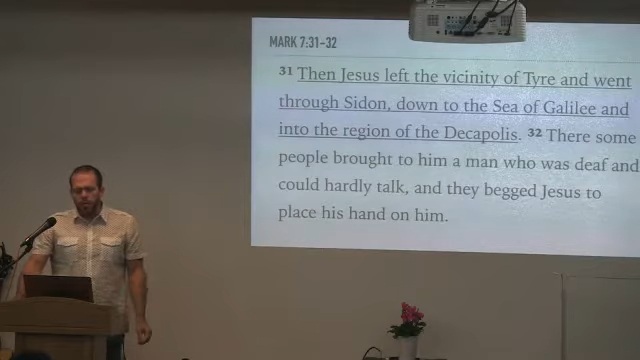 MARK 7:31-32
31 Then Jesus left the vicinity of Tyre and went
through Sidon, down to the Sea of Galilee and
into the region of the Decapolis. 32 There some
people brought to him a man who was deaf and
could hardly talk, and they begged Jesus to
place his hand on him.